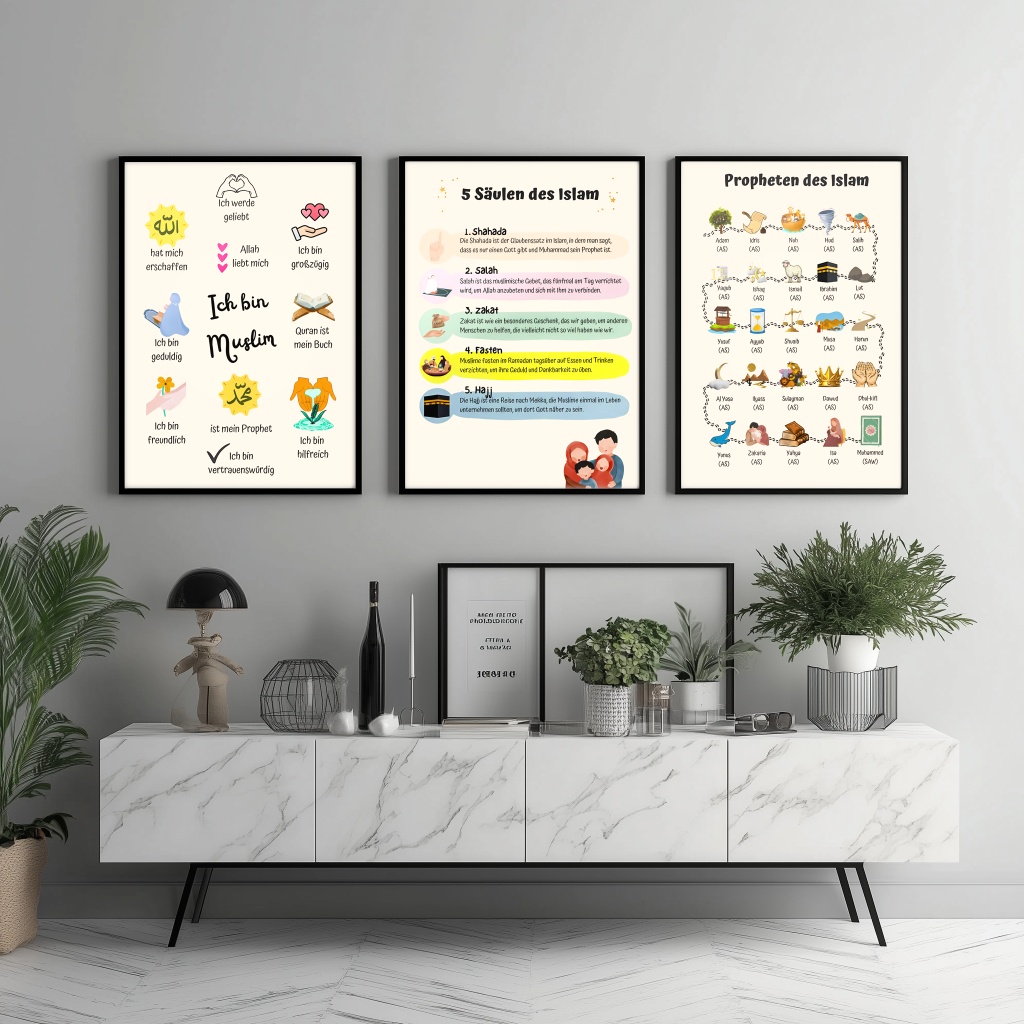 Ich werde
geliebt
الله
hat mich
erschaffen
Allah
liebt mich
Ich bin
großzügig
Ich bin
geduldig
Ich bin
Muslim
Quran ist
mein Buch
Ich bin
freundlich
محمد
ist mein Prophet
Ich bin
hilfreich
Ich bin
vertrauenswürdig
5 Säulen des Islam
1. Shahada
Die Shahada ist der Glaubenssatz im Islam, in dem man sagt,
dass es nur einen Gott gibt und Muhammad sein Prophet ist.
2. Salah
Salah ist das muslimische Gebet, das fünfmal am Tag verrichtet
wird, um Allah anzubeten und sich mit Ihm zu verbinden.
3. Zakat
Zakat ist wie ein besonderes Geschenk, das wir geben, um anderen
Menschen zu helfen, die vielleicht nicht so viel haben wie wir.
4. Fasten
Muslime fasten im Ramadan tagsüber auf Essen und Trinken
verzichten, um ihre Geduld und Dankbarkeit zu üben.
5. Hajj
Die Hajj ist eine Reise nach Mekka, die Muslime einmal im Leben
unternehmen sollten, um dort Gott näher zu sein.
Propheten des Islam
Adam Idris Nuh Hud Salih
(AS) (AS) (AS) (AS) (AS)
Yaqub Ishaq Ismail Ibrahim Lut
(AS) (AS) (AS) (AS) (AS)
Yusuf Ayyub Shuaib Musa Harun
(AS) (AS) (AS) (AS) (AS)
Al Yasa Ilyas Sulayman Dawud Dhul-kifl
(AS) (AS) (AS) (AS) (AS)
Yunus Zakaria Yahya Isa Muhammed
(AS) (AS) (AS) (AS) (SAW)